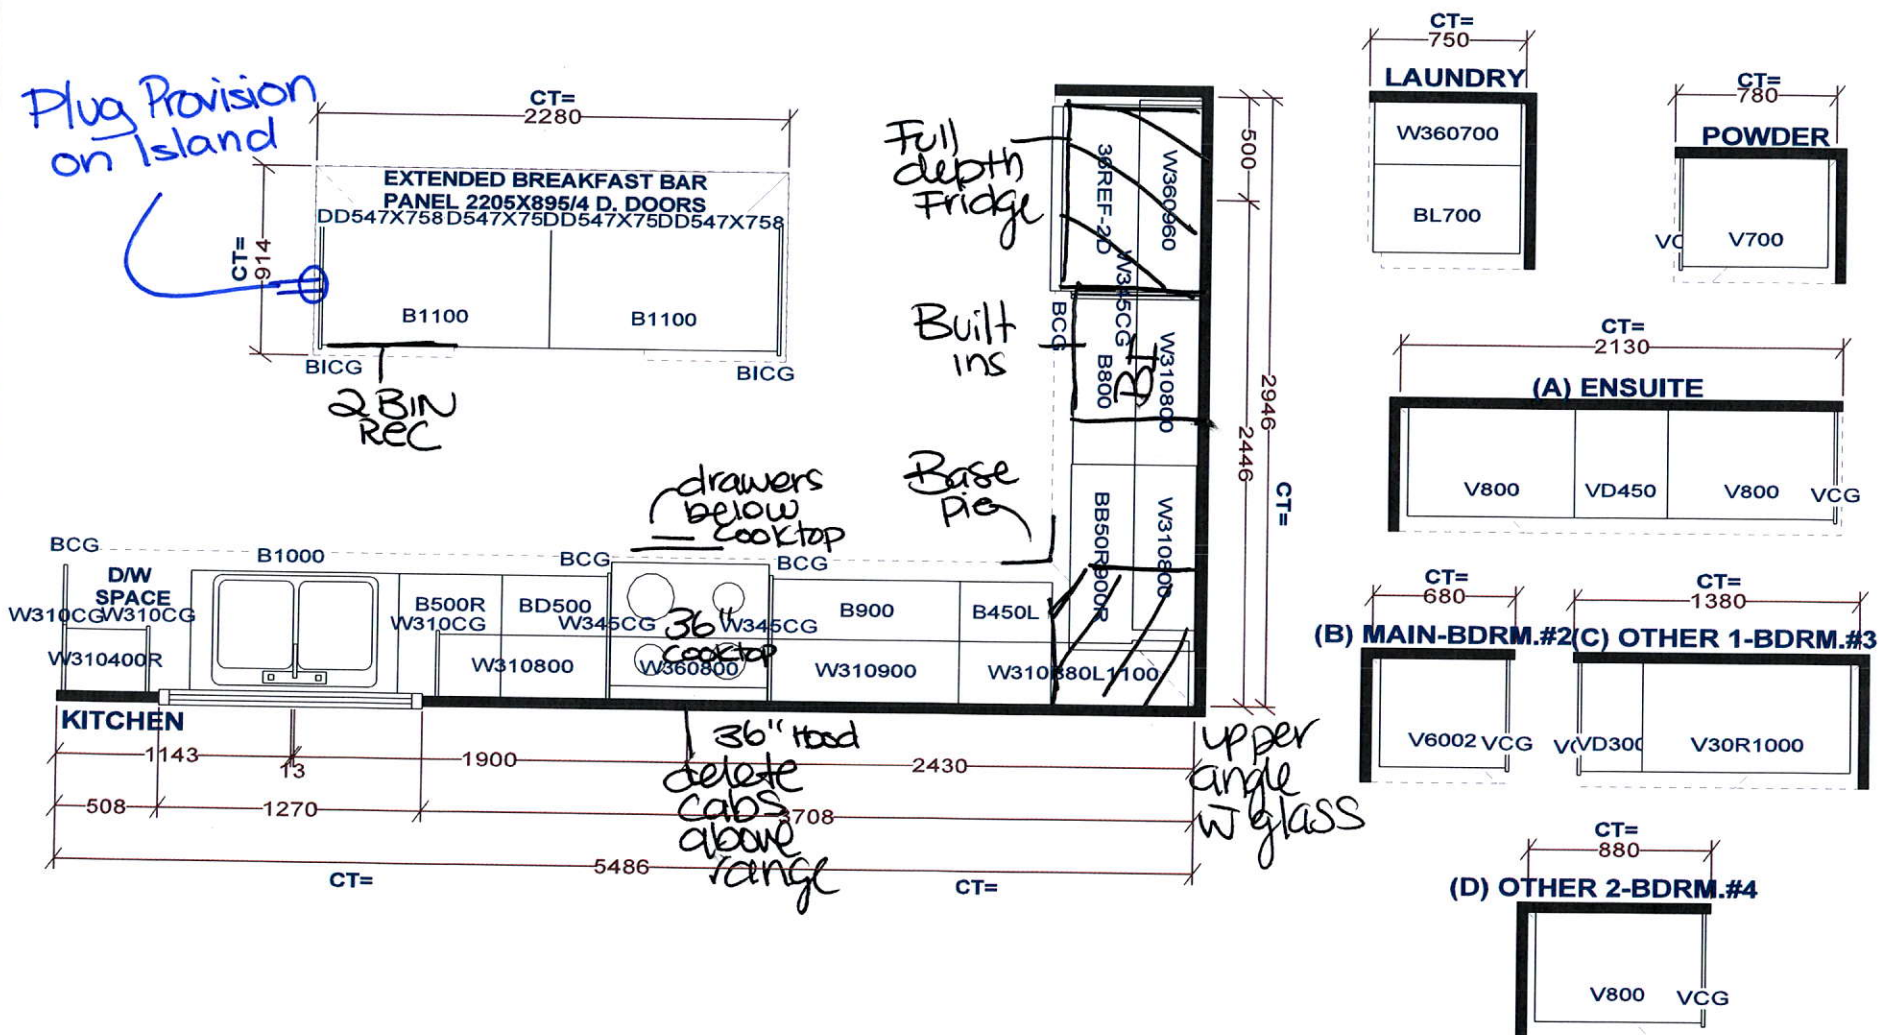 Plug Provision
on Island
CT=
2280
CT=
914
EXTENDED BREAKFAST BAR
PANEL 2205X895/4 D. DOORS
DD547X758D547X75DD547X75DD547X758
B1100
B1100
BICG
BICG
2 BIN
REC
Full
depth
Fridge
36REF-2D
W360960
W345CG
500
BCG
Built
ins
B800
W310800
2946
2446
CT=
Base
pie
BB50R900R
W310800
drawers
below
cooktop
BCG
B1000
BCG
BCG
D/W
SPACE
W310CG
W310CG
W310400R
B500R
W310CG
BD500
W345CG
36"
cooktop
W345CG
B900
B450L
W310800
W360800
W310900
W310880L1100
KITCHEN
1143
13
1900
2430
508
1270
3708
5486
CT=
CT=
36" Hood
delete
cabs
above
range
upper
angle
w glass
CT=
750
LAUNDRY
W360700
BL700
CT=
780
POWDER
V700
CT=
2130
(A) ENSUITE
V800
VD450
V800
VCG
CT=
680
(B) MAIN-BDRM.#2
V6002
VCG
CT=
1380
(C) OTHER 1-BDRM.#3
VD300
V30R1000
CT=
880
(D) OTHER 2-BDRM.#4
V800
VCG